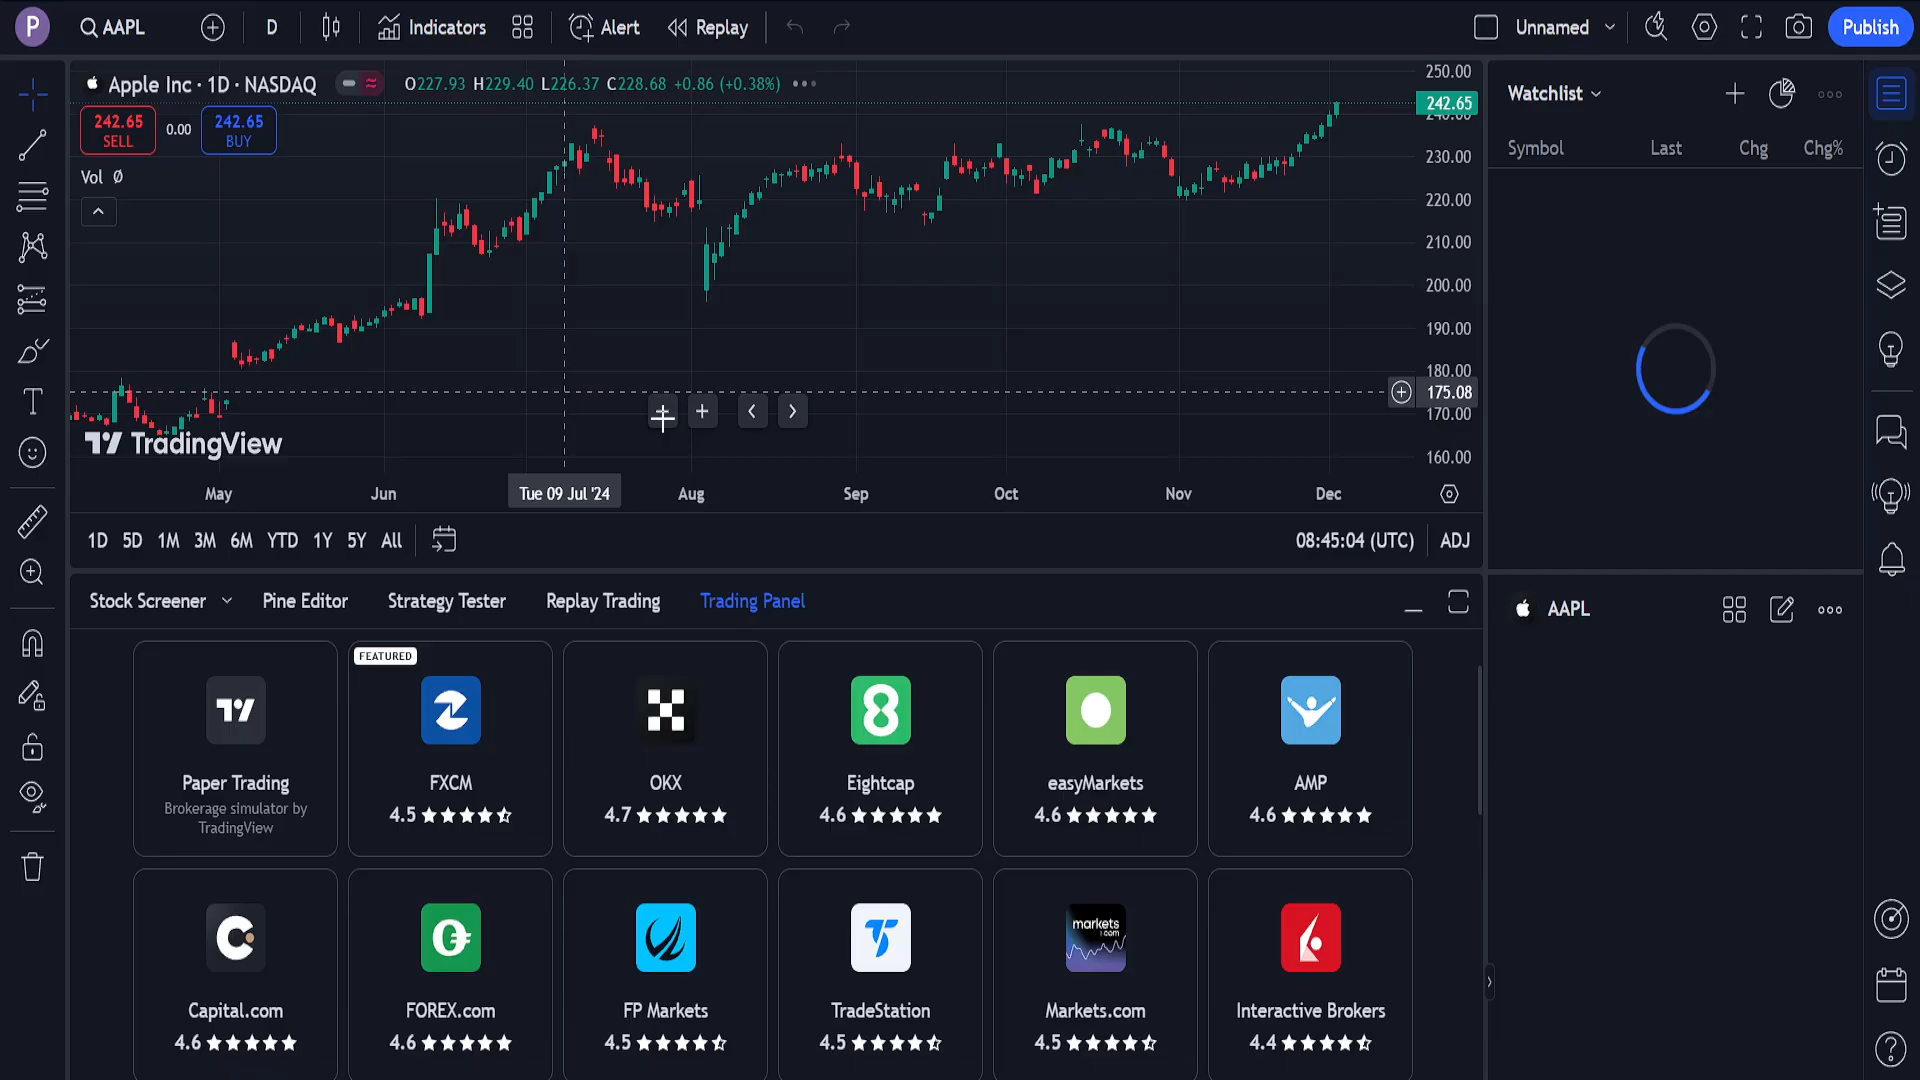 P
AAPL
D
Indicators
Alert
Replay
Unnamed
Publish
Apple Inc · 1D · NASDAQ
O227.93 H229.40 L226.37 C228.68 +0.86 (+0.38%)
242.65
SELL
0.00
242.65
BUY
Vol Ø
250.00
242.65
240.00
230.00
220.00
210.00
200.00
190.00
180.00
175.08
170.00
160.00
TradingView
May
Jun
Tue 09 Jul '24
Aug
Sep
Oct
Nov
Dec
1D 5D 1M 3M 6M YTD 1Y 5Y All
08:45:04 (UTC)
ADJ
Watchlist
Symbol Last Chg Chg%
AAPL
Stock Screener
Pine Editor
Strategy Tester
Replay Trading
Trading Panel
Paper Trading
Brokerage simulator by
TradingView
FEATURED
FXCM
4.5
OKX
4.7
Eightcap
4.6
easyMarkets
4.6
AMP
4.6
Capital.com
4.6
FOREX.com
4.6
FP Markets
4.5
TradeStation
4.5
markets
.com
Markets.com
4.5
Interactive Brokers
4.4